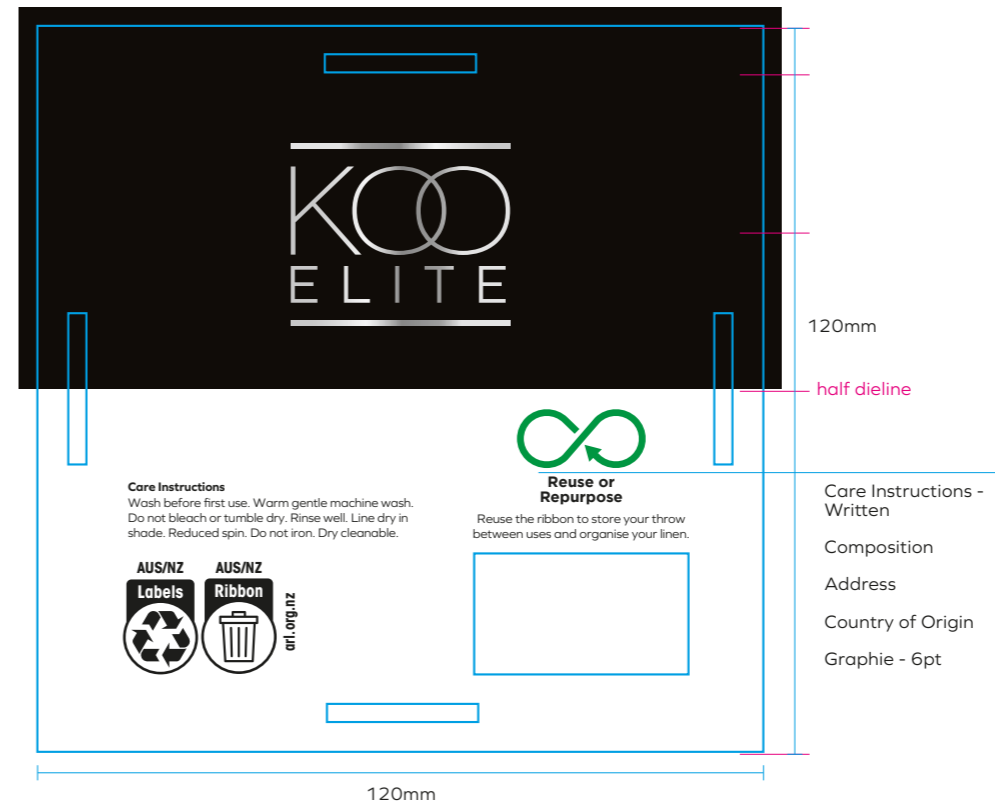 KOO
ELITE
120mm
half dieline
Reuse or
Repurpose
Reuse the ribbon to store your throw
between uses and organise your linen.
Care Instructions
Wash before first use. Warm gentle machine wash.
Do not bleach or tumble dry. Rinse well. Line dry in
shade. Reduced spin. Do not iron. Dry cleanable.
AUS/NZ
Labels
AUS/NZ
Ribbon
arl.org.nz
Care Instructions -
Written
Composition
Address
Country of Origin
Graphie - 6pt
120mm